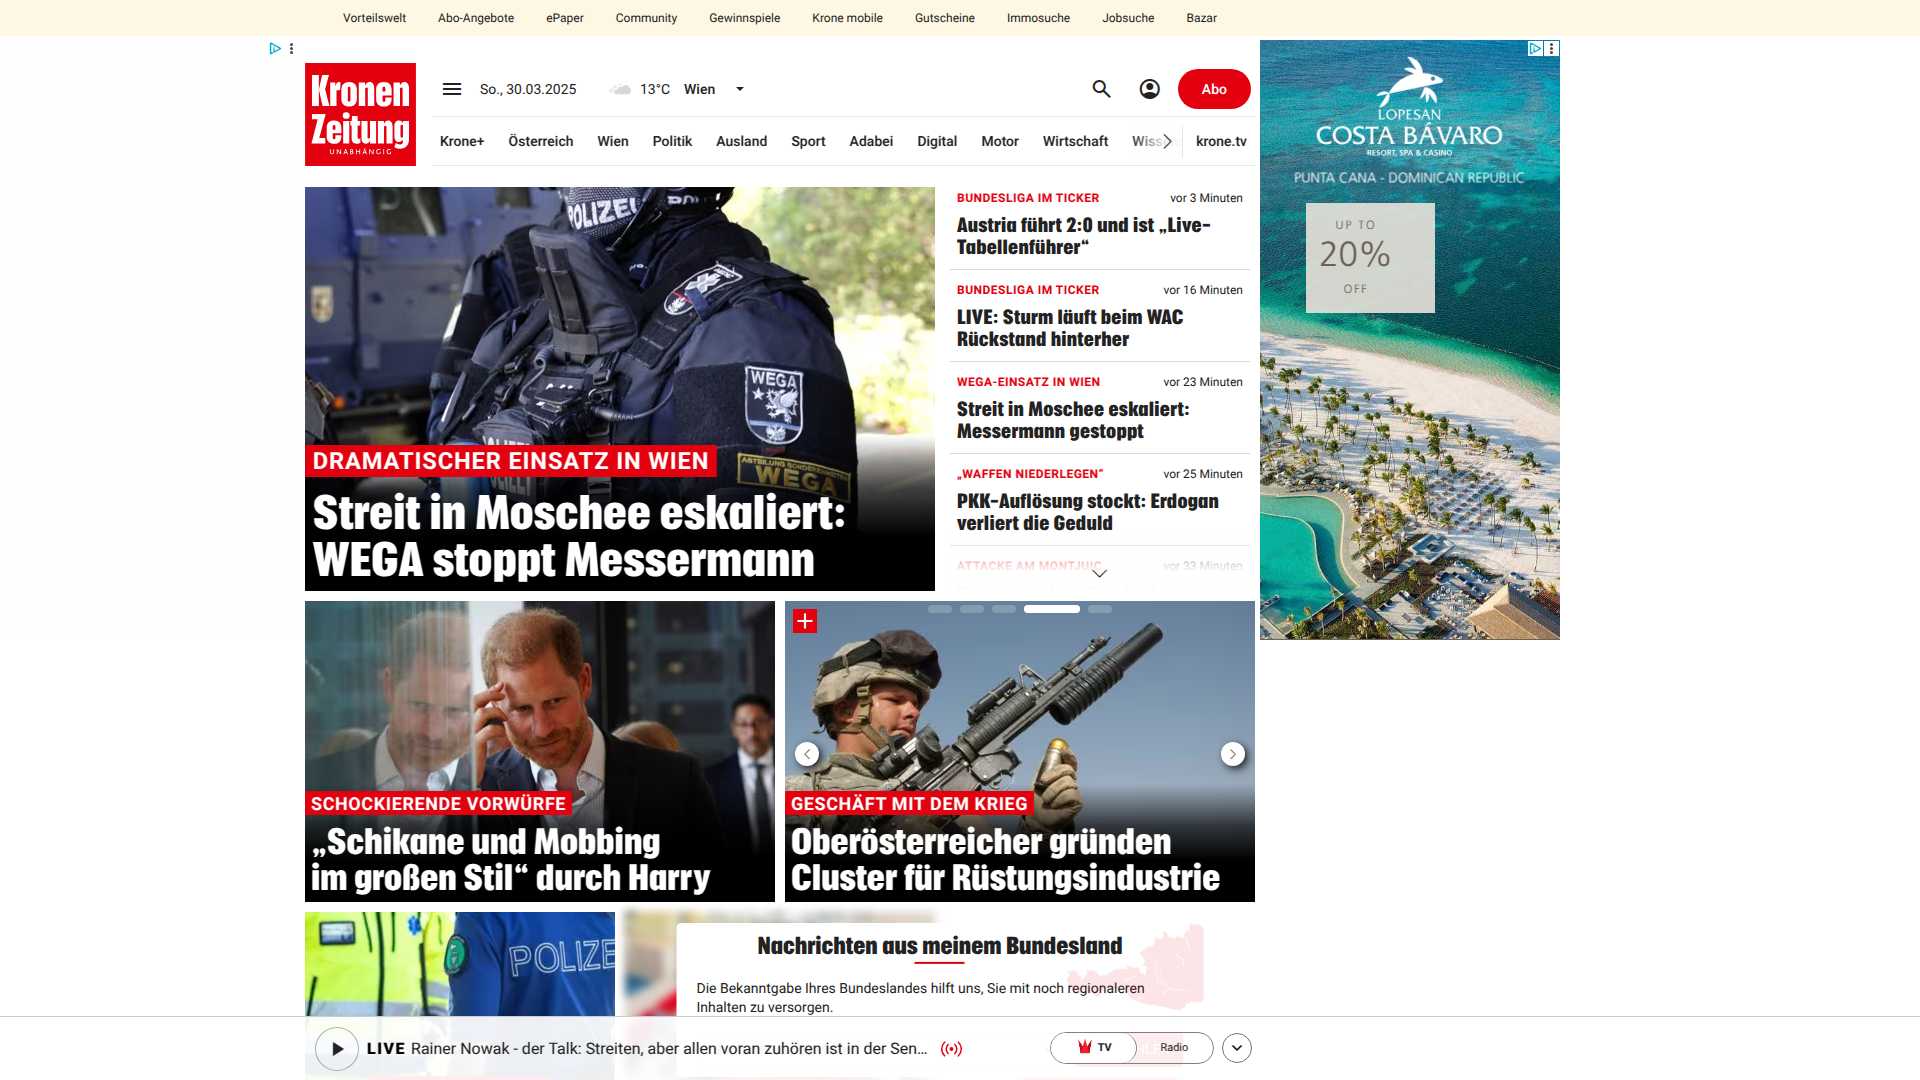 Vorteilswelt
Abo-Angebote
ePaper
Community
Gewinnspiele
Krone mobile
Gutscheine
Immosuche
Jobsuche
Bazar
Kronen
Zeitung
UNABHÄNGIG
So., 30.03.2025
13°C
Wien
Abo
Krone+
Österreich
Wien
Politik
Ausland
Sport
Adabei
Digital
Motor
Wirtschaft
Wiss
krone.tv
POLIZEI
WEGA
WEGA
DRAMATISCHER EINSATZ IN WIEN
Streit in Moschee eskaliert:
WEGA stoppt Messermann
BUNDESLIGA IM TICKER vor 3 Minuten
Austria führt 2:0 und ist „Live-
Tabellenführer“
BUNDESLIGA IM TICKER vor 16 Minuten
LIVE: Sturm läuft beim WAC
Rückstand hinterher
WEGA-EINSATZ IN WIEN vor 23 Minuten
Streit in Moschee eskaliert:
Messermann gestoppt
„WAFFEN NIEDERLEGEN“ vor 25 Minuten
PKK-Auflösung stockt: Erdogan
verliert die Geduld
ATTACKE AM MONTJUIC vor 33 Minuten
LOPESAN
COSTA BÁVARO
RESORT, SPA & CASINO
PUNTA CANA - DOMINICAN REPUBLIC
UP TO
20%
OFF
SCHOCKIERENDE VORWÜRFE
„Schikane und Mobbing
im großen Stil“ durch Harry
GESCHÄFT MIT DEM KRIEG
Oberösterreicher gründen
Cluster für Rüstungsindustrie
POLIZE
Nachrichten aus meinem Bundesland
Die Bekanntgabe Ihres Bundeslandes hilft uns, Sie mit noch regionaleren
Inhalten zu versorgen.
LIVE Rainer Nowak - der Talk: Streiten, aber allen voran zuhören ist in der Sen...
TV
Radio